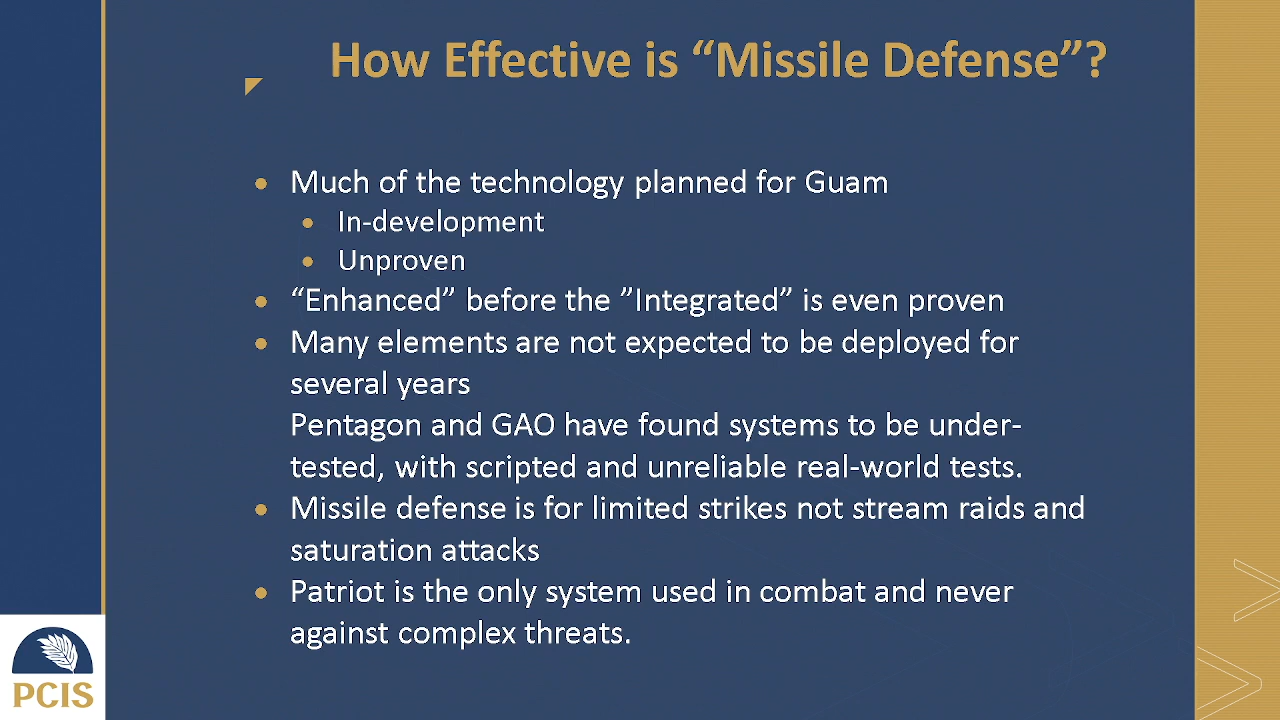 How Effective is “Missile Defense”?
• Much of the technology planned for Guam
• In-development
• Unproven
• “Enhanced” before the ”Integrated” is even proven
• Many elements are not expected to be deployed for
several years
Pentagon and GAO have found systems to be under-
tested, with scripted and unreliable real-world tests.
• Missile defense is for limited strikes not stream raids and
saturation attacks
• Patriot is the only system used in combat and never
against complex threats.
PCIS